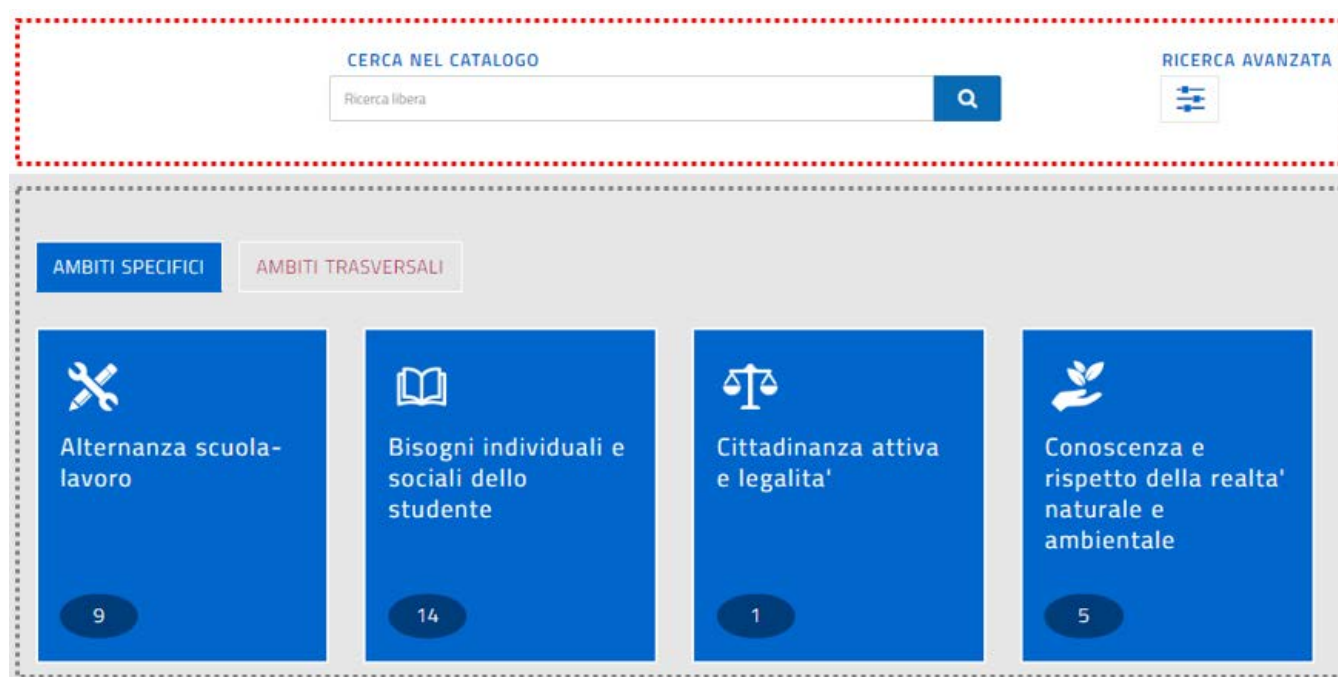 CERCA NEL CATALOGO
RICERCA AVANZATA
Ricerca libera
AMBITI SPECIFICI
AMBITI TRASVERSALI
Alternanza scuola-
lavoro
9
Bisogni individuali e
sociali dello
studente
14
Cittadinanza attiva
e legalita'
1
Conoscenza e
rispetto della realta'
naturale e
ambientale
5